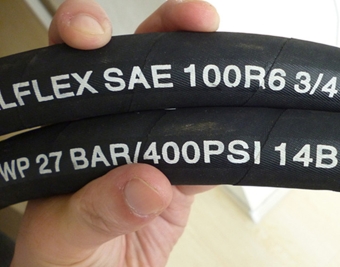 LFLEX SAE 100R6 3/4
WP 27 BAR/400PSI 14B